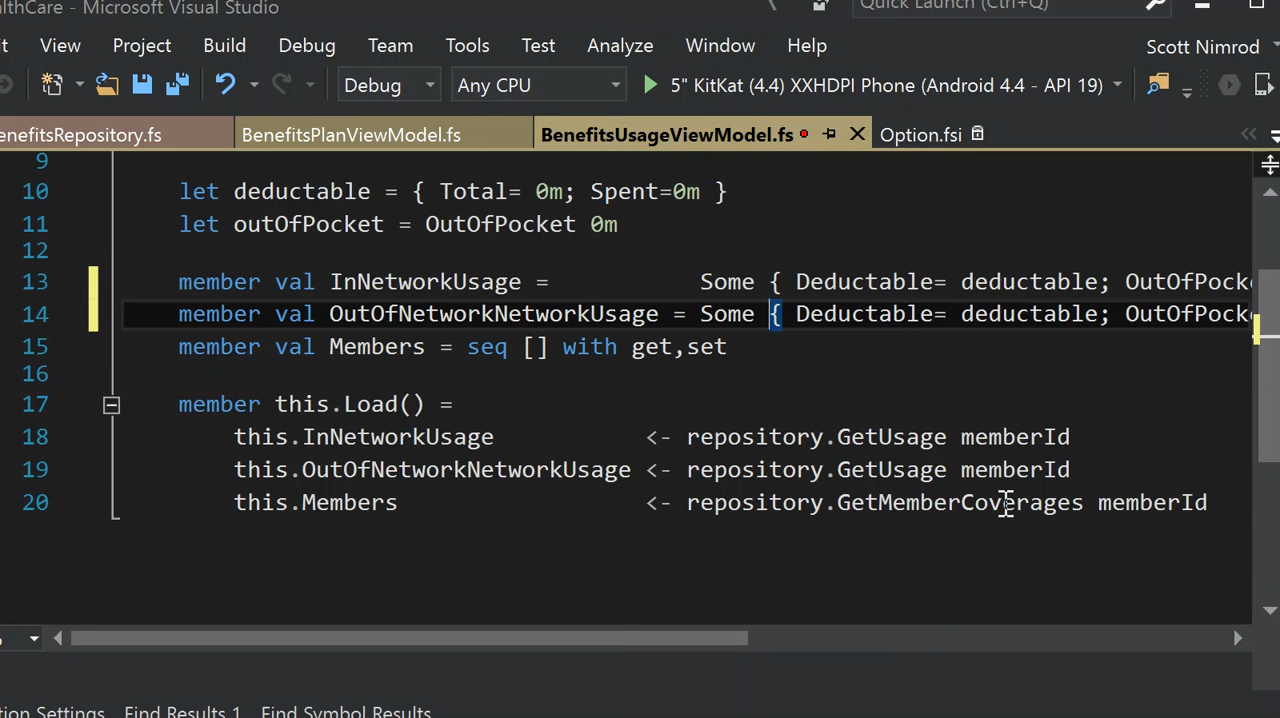 lthCare - Microsoft Visual Studio
Quick Launch (Ctrl+Q)
it View Project Build Debug Team Tools Test Analyze Window Help Scott Nimrod
Debug Any CPU 5" KitKat (4.4) XXHDPI Phone (Android 4.4 - API 19)
enefitsRepository.fs BenefitsPlanViewModel.fs BenefitsUsageViewModel.fs Option.fsi
9
10 let deductable = { Total= 0m; Spent=0m }
11 let outOfPocket = OutOfPocket 0m
12
13 member val InNetworkUsage = Some { Deductable= deductable; OutOfPocke
14 member val OutOfNetworkNetworkUsage = Some { Deductable= deductable; OutOfPocke
15 member val Members = seq [] with get,set
16
17 member this.Load() =
18 this.InNetworkUsage <- repository.GetUsage memberId
19 this.OutOfNetworkNetworkUsage <- repository.GetUsage memberId
20 this.Members <- repository.GetMemberCoverages memberId
tion Settings Find Results 1 Find Symbol Results